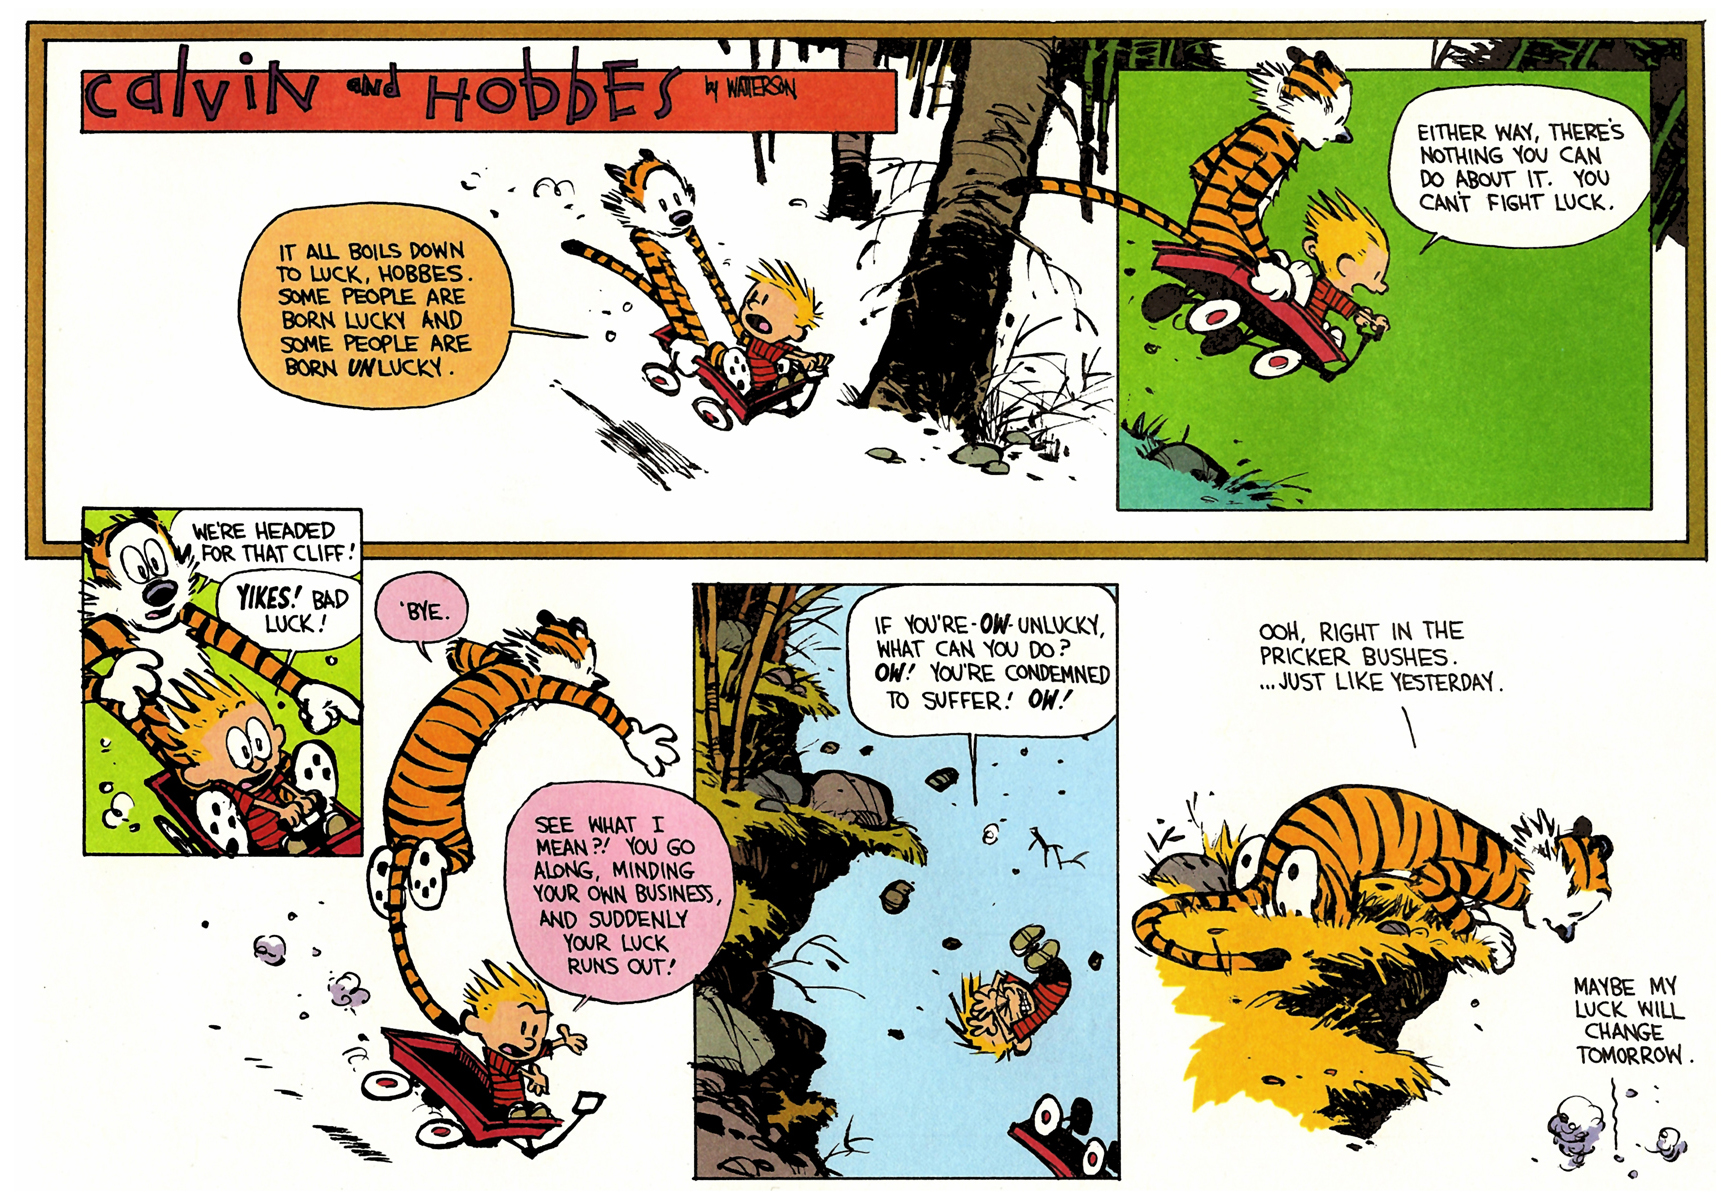 Calvin and Hobbes by WATTERSON
IT ALL BOILS DOWN
TO LUCK, HOBBES.
SOME PEOPLE ARE
BORN LUCKY AND
SOME PEOPLE ARE
BORN UNLUCKY.
EITHER WAY, THERE'S
NOTHING YOU CAN
DO ABOUT IT. YOU
CAN'T FIGHT LUCK.
WE'RE HEADED
FOR THAT CLIFF!
YIKES! BAD
LUCK!
'BYE.
SEE WHAT I
MEAN?! YOU GO
ALONG, MINDING
YOUR OWN BUSINESS,
AND SUDDENLY
YOUR LUCK
RUNS OUT!
IF YOU'RE-OW-UNLUCKY,
WHAT CAN YOU DO?
OW! YOU'RE CONDEMNED
TO SUFFER! OW!
OOH, RIGHT IN THE
PRICKER BUSHES.
...JUST LIKE YESTERDAY.
MAYBE MY
LUCK WILL
CHANGE
TOMORROW.